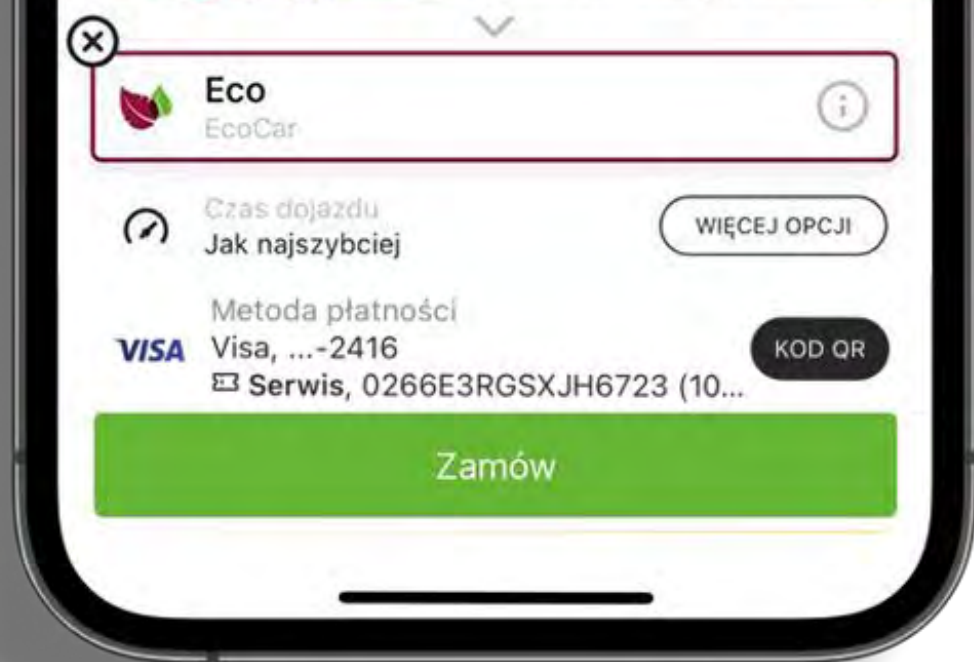 Eco
EcoCar
Czas dojazdu
Jak najszybciej
WIĘCEJ OPCJI
Metoda płatności
VISA
Visa, ...-2416
KOD QR
Serwis, 0266E3RGSXJH6723 (10...
Zamów